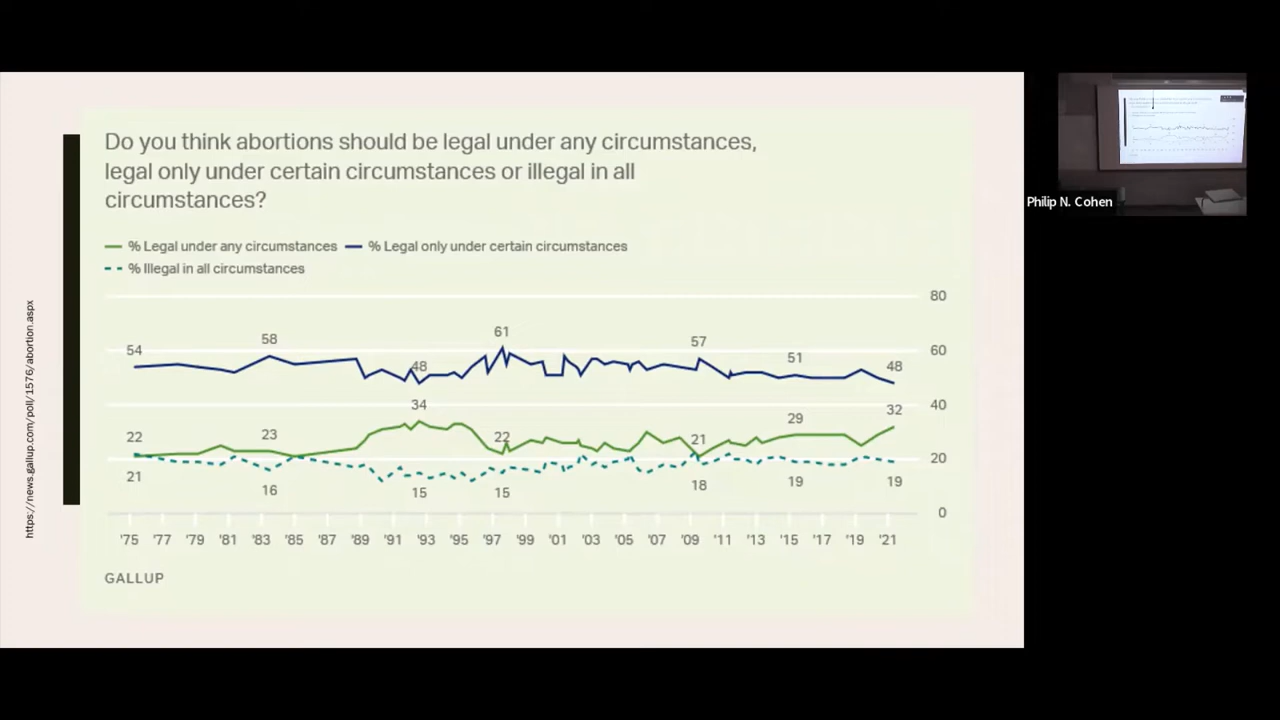 Do you think abortions should be legal under any circumstances,
legal only under certain circumstances or illegal in all
circumstances?
% Legal under any circumstances % Legal only under certain circumstances
% Illegal in all circumstances
80
60
40
20
0
54
58
48
61
57
51
48
34
32
22
23
22
21
29
21
16
15
15
18
19
19
'75 '77 '79 '81 '83 '85 '87 '89 '91 '93 '95 '97 '99 '01 '03 '05 '07 '09 '11 '13 '15 '17 '19 '21
GALLUP
https://news.gallup.com/poll/1576/abortion.aspx
Philip N. Cohen